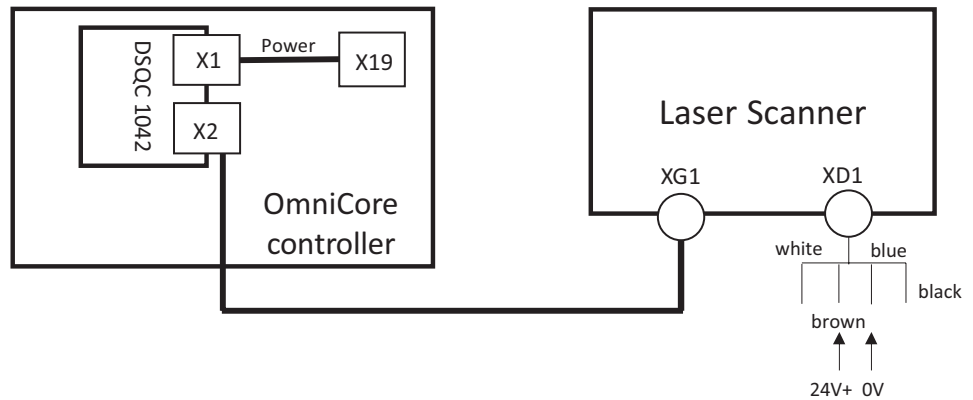 DSQC 1042
X1
Power
X19
X2
OmniCore
controller
Laser Scanner
XG1
XD1
white
blue
black
brown
24V+ 0V